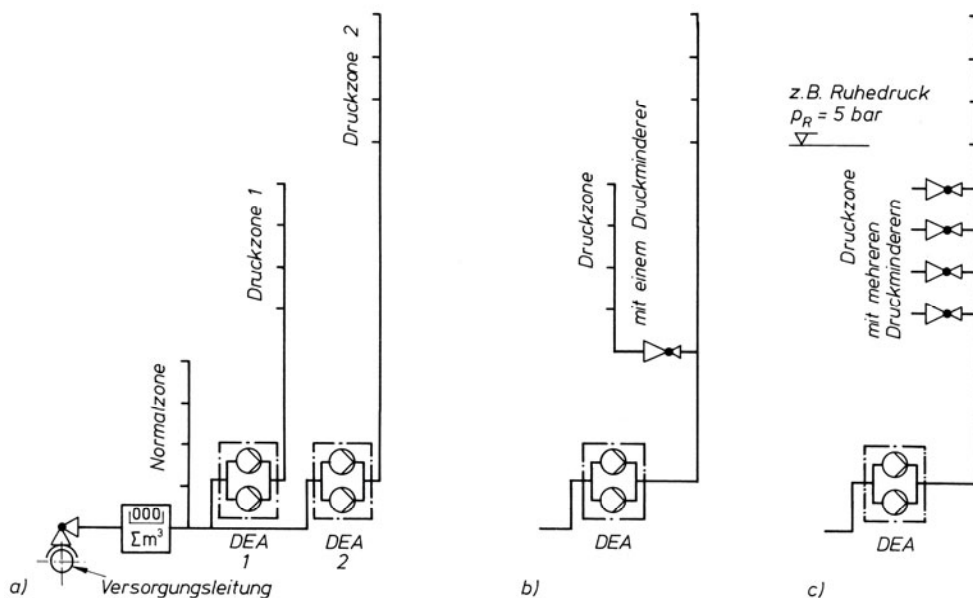 Druckzone 2
Druckzone 1
Normalzone
000
Σm³
DEA
1
DEA
2
a)
Versorgungsleitung
Druckzone
mit einem Druckminderer
DEA
b)
z.B. Ruhedruck
pR = 5 bar
Druckzone
mit mehreren
Druckminderern
DEA
c)